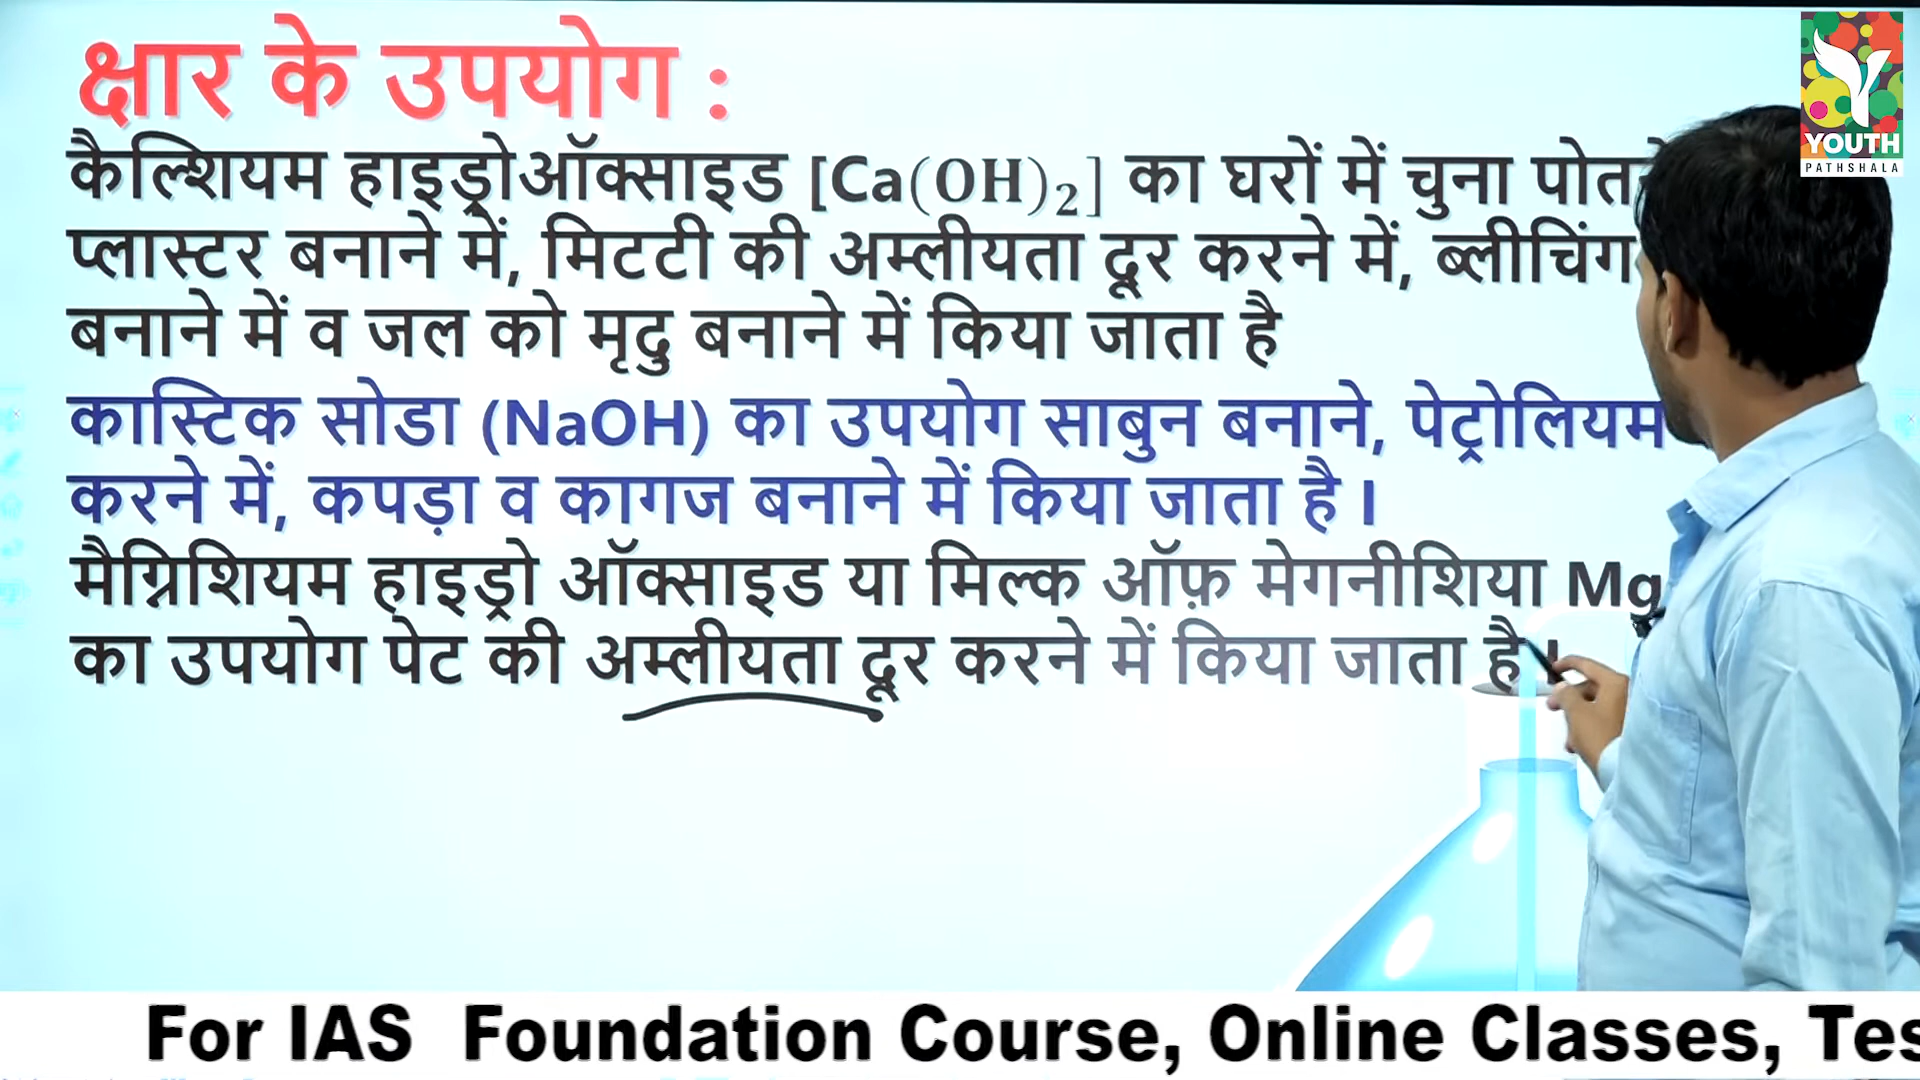 क्षार के उपयोग :
YOUTH
PATHSHALA
कैल्शियम हाइड्रोऑक्साइड [Ca(OH)₂] का घरों में चुना
प्लास्टर बनाने में, मिटटी की अम्लीयता दूर करने में, ब्लीचिंग
बनाने में व जल को मृदु बनाने में किया जाता है
कास्टिक सोडा (NaOH) का उपयोग साबुन बनाने, पेट्रोलियम
करने में, कपड़ा व कागज बनाने में किया जाता है ।
मैग्निशियम हाइड्रो ऑक्साइड या मिल्क ऑफ़ मेगनीशिया Mg
का उपयोग पेट की अम्लीयता दूर करने में किया जाता है ।
For IAS Foundation Course, Online Classes,